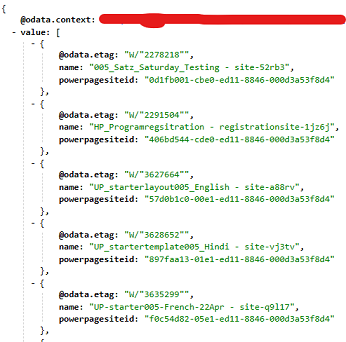 {
@odata.context:
- value: [
- {
@odata.etag: "W/"2278218"",
name: "005_Satz_Saturday_Testing - site-52rb3",
powerpagesiteid: "0d1fb001-cbe0-ed11-8846-000d3a53f8d4"
},
- {
@odata.etag: "W/"2291504"",
name: "HP_Programregsitration - registrationsite-1jz6j",
powerpagesiteid: "406bd544-cde0-ed11-8846-000d3a53f8d4"
},
- {
@odata.etag: "W/"3627664"",
name: "UP_starterlayout005_English - site-a88rv",
powerpagesiteid: "57d0b1c0-00e1-ed11-8846-000d3a53f8d4"
},
- {
@odata.etag: "W/"3628652"",
name: "UP_startertemplate005_Hindi - site-vj3tv",
powerpagesiteid: "897faa13-01e1-ed11-8846-000d3a53f8d4"
},
- {
@odata.etag: "W/"3635299"",
name: "UP-starter005-French-22Apr - site-q9l17",
powerpagesiteid: "f0c54d82-05e1-ed11-8846-000d3a53f8d4"
},